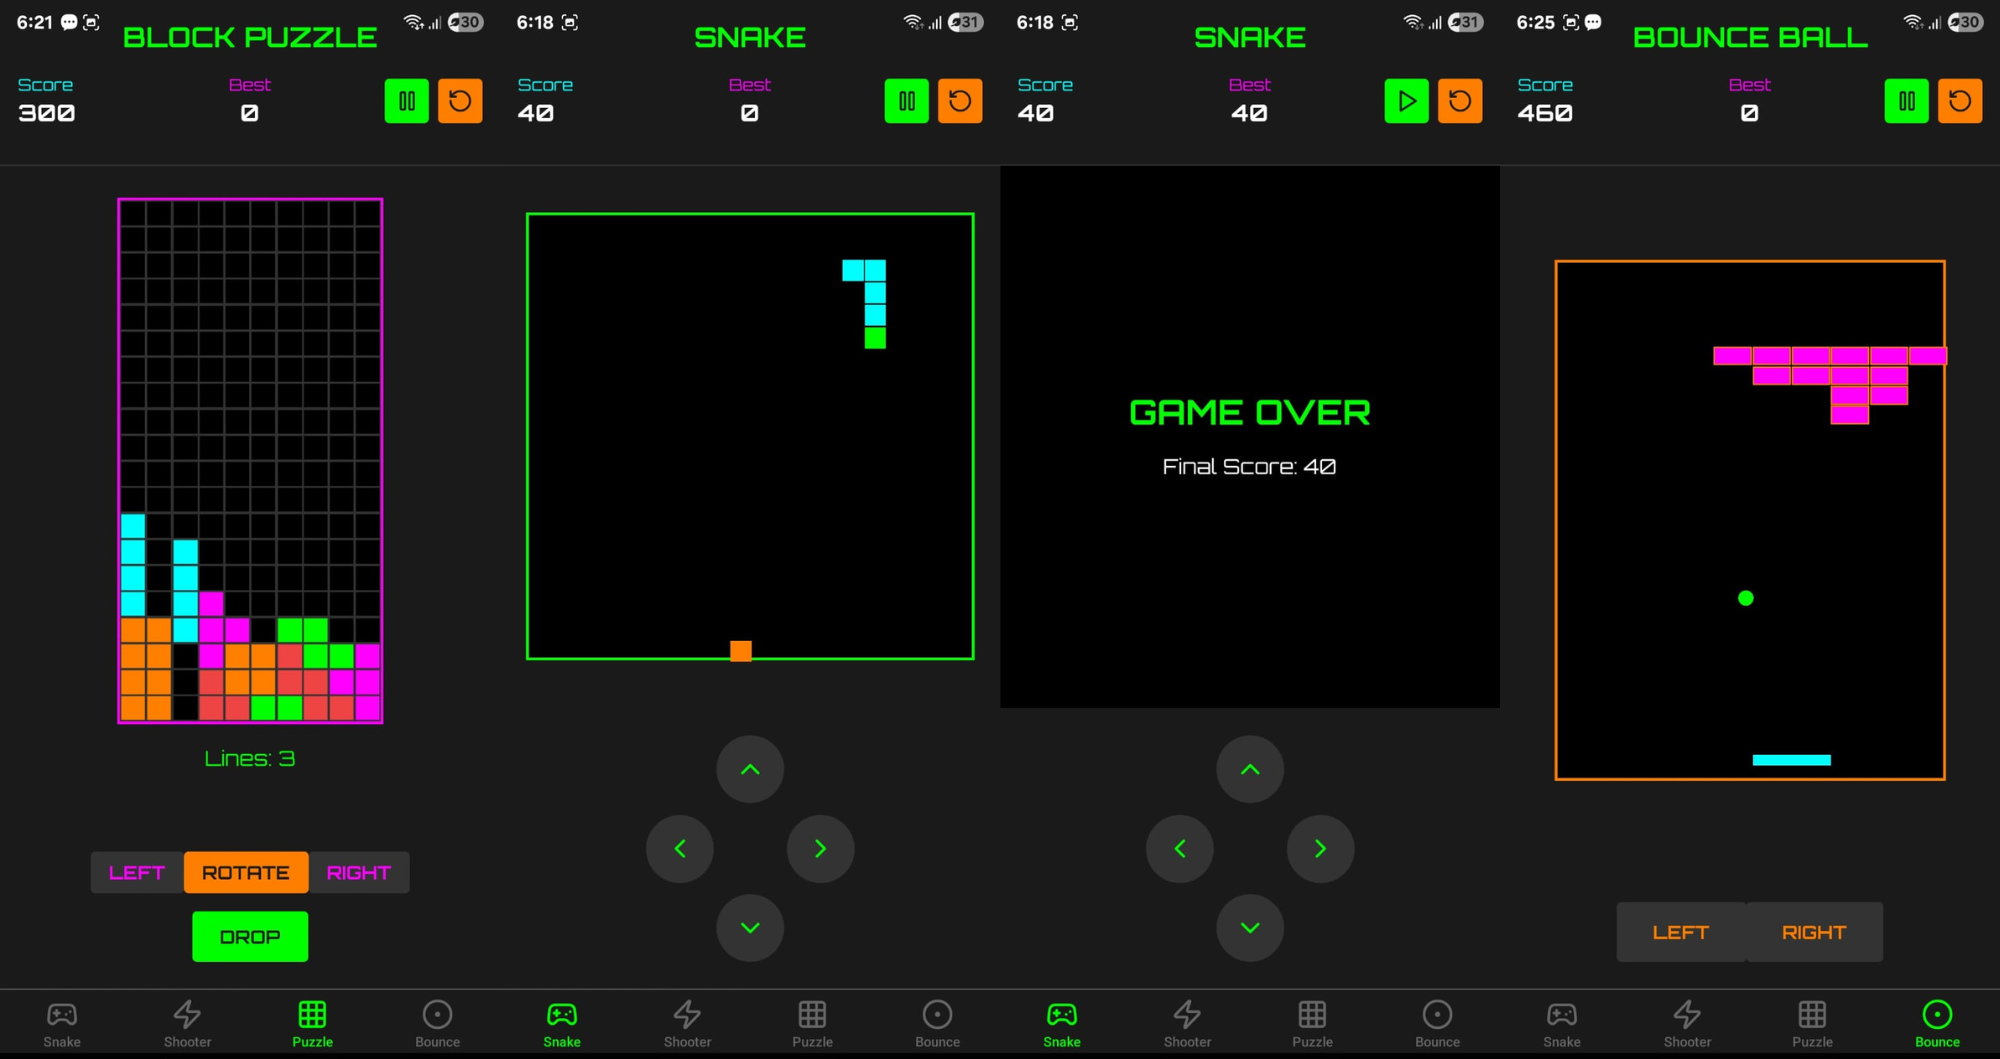 6:21
30
BLOCK PUZZLE
Score
300
Best
0
Lines: 3
LEFT
ROTATE
RIGHT
DROP
Snake
Shooter
Puzzle
Bounce
6:18
31
SNAKE
Score
40
Best
0
Snake
Shooter
Puzzle
Bounce
6:18
31
SNAKE
Score
40
Best
40
GAME OVER
Final Score: 40
Snake
Shooter
Puzzle
Bounce
6:25
30
BOUNCE BALL
Score
460
Best
0
LEFT
RIGHT
Snake
Shooter
Puzzle
Bounce